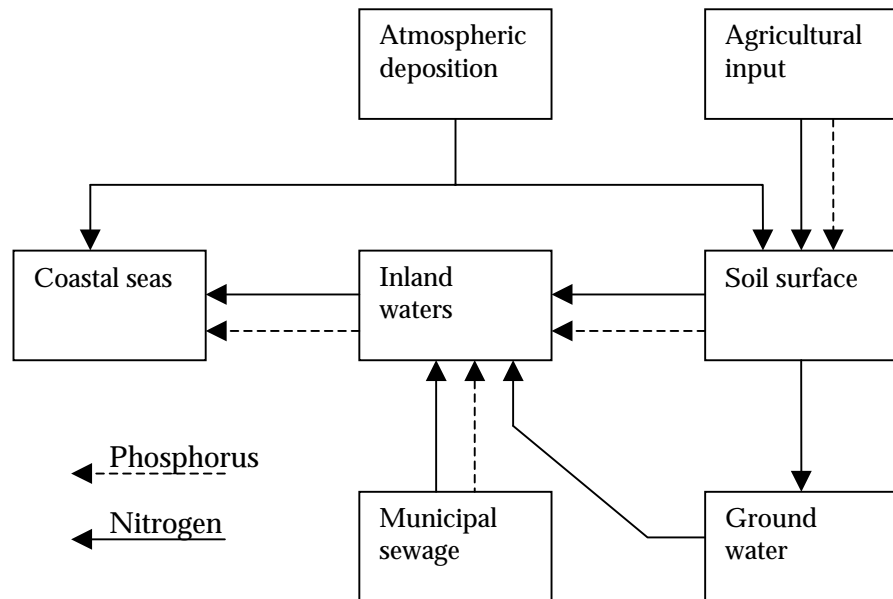 Atmospheric
deposition
Agricultural
input
Coastal seas
Inland
waters
Soil surface
Phosphorus
Nitrogen
Municipal
sewage
Ground
water